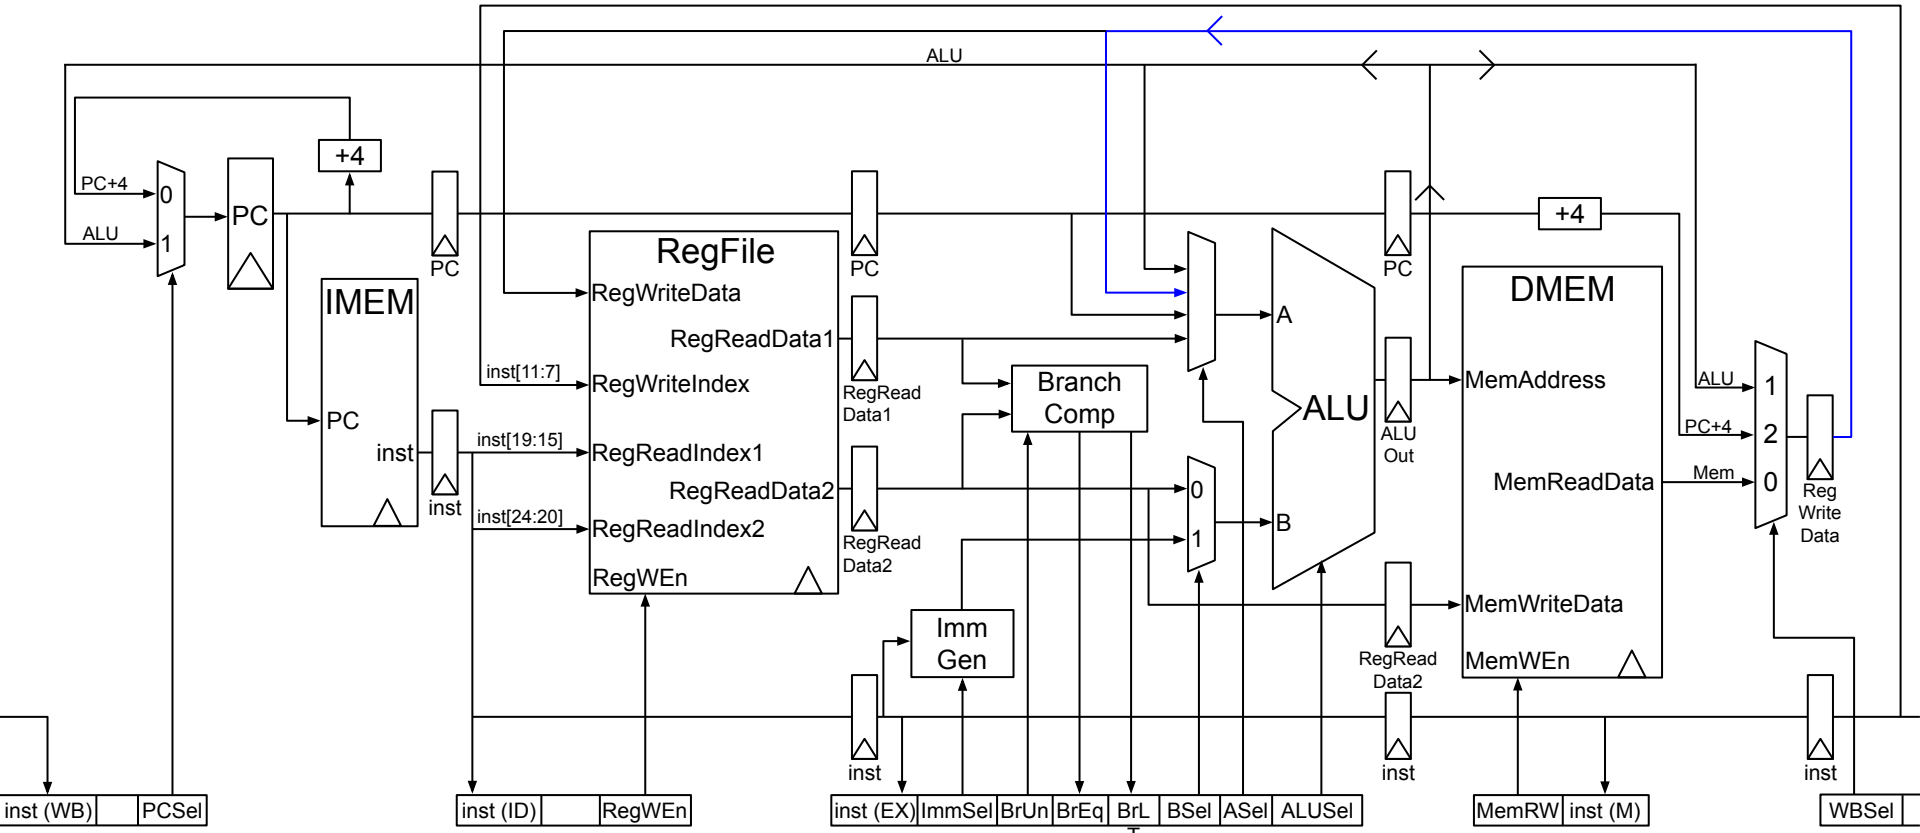 ALU
+4
PC+4
0
PC
+4
ALU
1
PC
PC
PC
RegFile
IMEM
RegWriteData
DMEM
A
RegReadData1
inst[11:7]
RegWriteIndex
RegRead
Data1
Branch
Comp
ALU
MemAddress
ALU
1
PC
ALU
Out
PC+4
2
inst
inst[19:15]
RegReadIndex1
RegReadData2
0
MemReadData
Mem
0
Reg
Write
Data
inst
inst[24:20]
RegReadIndex2
RegRead
Data2
1
B
RegWEn
MemWriteData
Imm
Gen
RegRead
Data2
MemWEn
inst
inst
inst
inst (WB)
PCSel
inst (ID)
RegWEn
inst (EX)
ImmSel
BrUn
BrEq
BrL
T
BSel
ASel
ALUSel
MemRW
inst (M)
WBSel